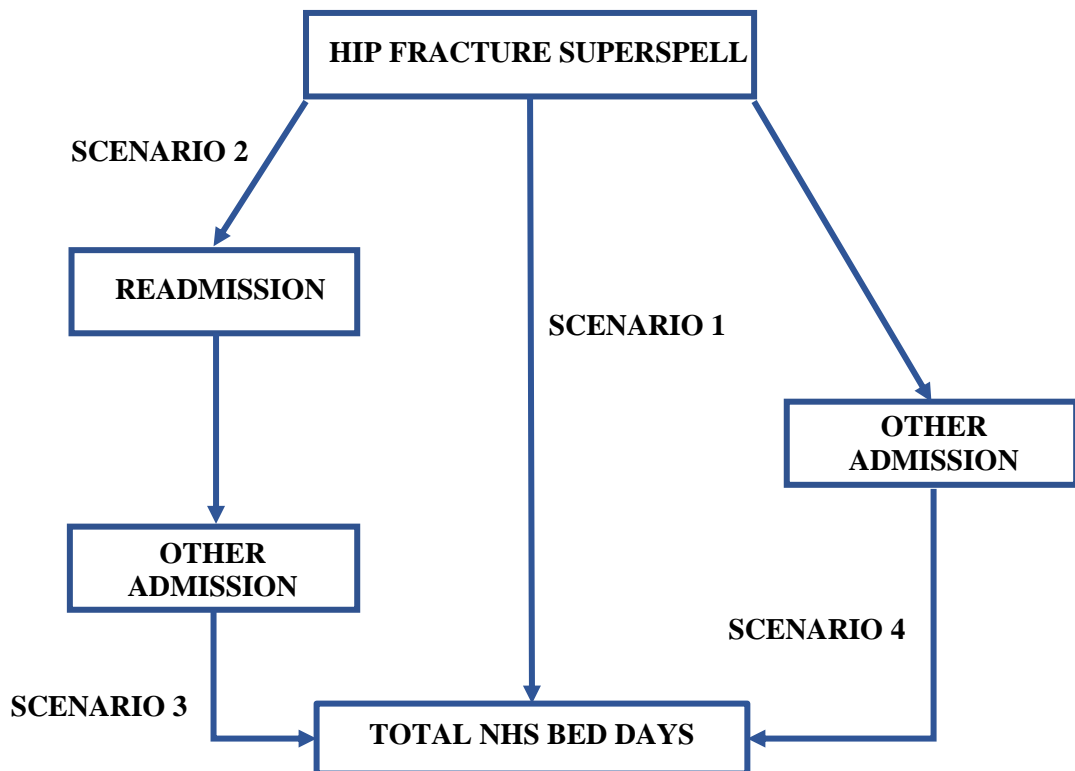 HIP FRACTURE SUPERSPELL
SCENARIO 2
READMISSION
SCENARIO 1
OTHER
ADMISSION
OTHER
ADMISSION
SCENARIO 4
SCENARIO 3
TOTAL NHS BED DAYS